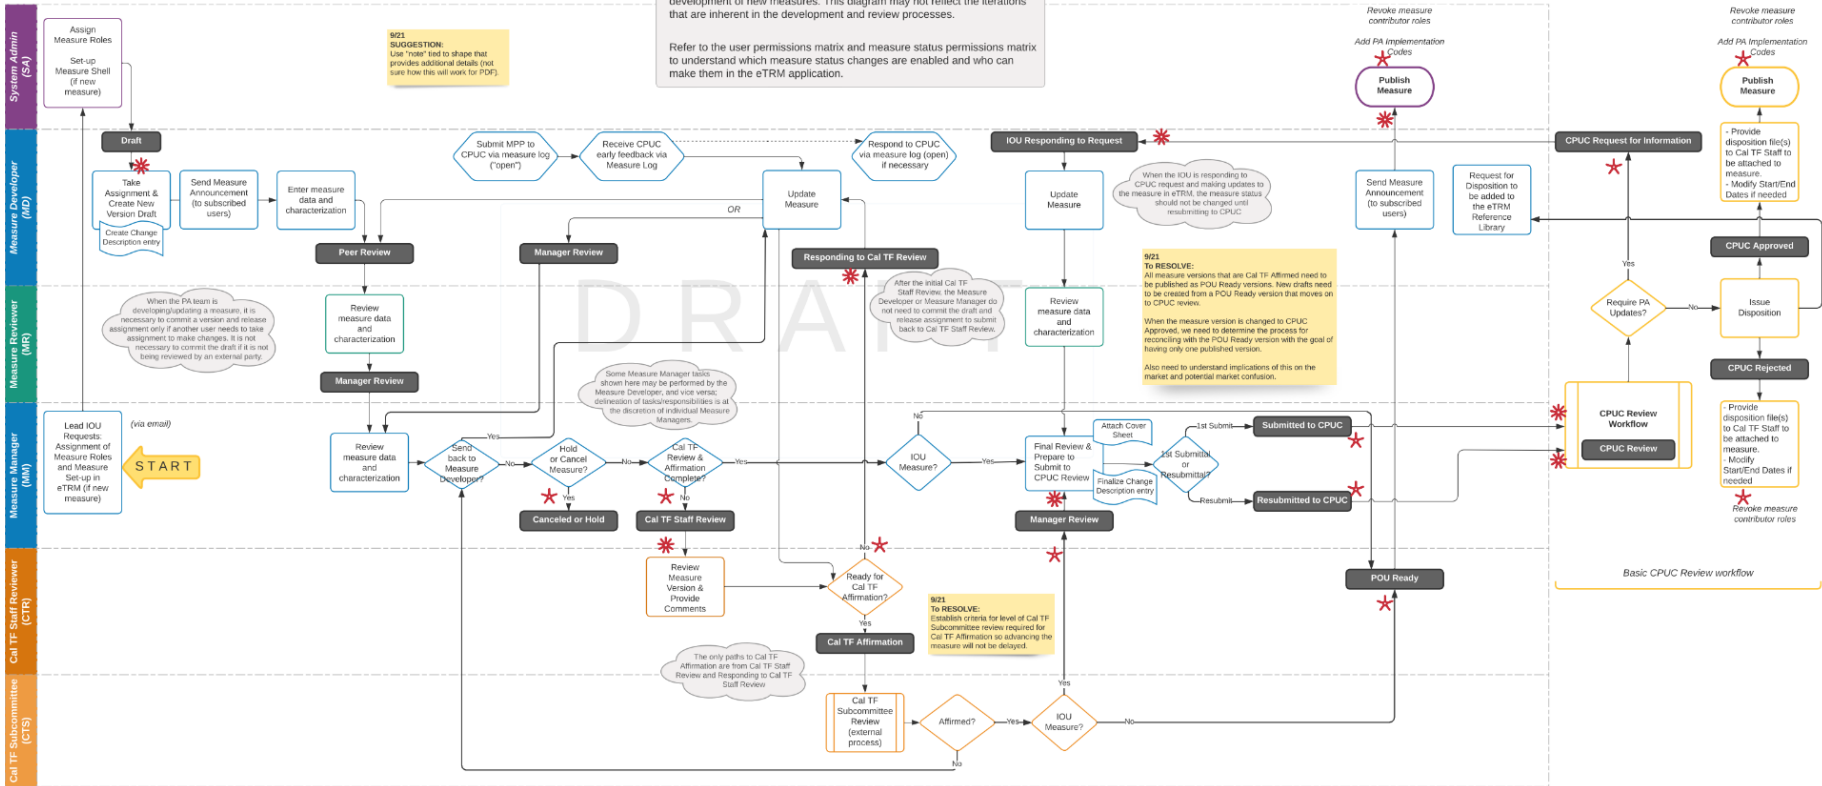 development of new measures. This diagram may not reflect the iterations
that are inherent in the development and review processes.
Refer to the user permissions matrix and measure status permissions matrix
to understand which measure status changes are enabled and who can
make them in the eTRM application.
System Admin
(SA)
Assign
Measure Roles
Set-up
Measure Shell
(if new
measure)
9/21
SUGGESTION:
Use "note" tied to shape that
provides additional details (not
sure how this will work for PDF).
Revoke measure
contributor roles
Add PA Implementation
Codes
Publish
Measure
Revoke measure
contributor roles
Add PA Implementation
Codes
Publish
Measure
Measure Developer
(MD)
Draft
Take
Assignment &
Create New
Version Draft
Create Change
Description entry
Send Measure
Announcement
(to subscribed
users)
Enter measure
data and
characterization
Peer Review
Submit MPP to
CPUC via measure log
("open")
Receive CPUC
early feedback via
Measure Log
Respond to CPUC
via measure log (open)
if necessary
Update
Measure
OR
Manager Review
Responding to Cal TF Review
IOU Responding to Request
Update
Measure
When the IOU is responding to
CPUC request and making updates to
the measure in eTRM, the measure status
should not be changed until
resubmitting to CPUC
Send Measure
Announcement
(to subscribed
users)
Request for
Disposition to
be added to
the eTRM
Reference
Library
CPUC Request for Information
- Provide
disposition file(s)
to Cal TF Staff to
be attached to
measure.
- Modify Start/End
Dates if needed
CPUC Approved
9/21
To RESOLVE:
All measure versions that are Cal TF Affirmed need to
be published as POU Ready versions. New drafts
need to be created from a POU Ready version that moves on
to CPUC review.
When the measure version is changed to CPUC
Approved, we need to determine the process for
reconciling with the POU Ready version with the goal of
having only one published version.
Also need to understand implications of this on the
market and potential market confusion.
DRAFT
Measure Reviewer
(MR)
When the PA team is
developing/updating a measure, it is
necessary to commit a version and release
assignment only if another user needs to take
assignment to make changes. It is not
necessary to commit the draft if it is not
being reviewed by an external party.
Review
measure data
and
characterization
Manager Review
After the initial Cal TF
Staff Review, the Measure
Developer or Measure Manager do
not need to commit the draft and
release assignment to submit
back to Cal TF Staff Review.
Review
measure data
and
characterization
Some Measure Manager tasks
shown here may be performed by the
Measure Developer, and vice versa;
delineation of tasks/responsibilities is at
the discretion of individual Measure
Managers.
Yes
Require PA
Updates?
No
Issue
Disposition
CPUC Rejected
Measure Manager
(MM)
Lead IOU
Requests:
Assignment of
Measure Roles
and Measure
Set-up in
eTRM (if new
measure)
(via email)
START
Review
measure data
and
characterization
Yes
Send
back to
Measure
Developer?
No
Hold
or Cancel
Measure?
Yes
No
Canceled or Hold
Cal TF
Review &
Affirmation
Complete?
Yes
No
Cal TF Staff Review
No
IOU
Measure?
Yes
Final Review &
Prepare to
Submit to
CPUC Review
Attach Cover
Sheet
Finalize Change
Description entry
Manager Review
1st Submittal
or
Resubmittal?
1st Submit
Submitted to CPUC
Resubmit
Resubmitted to CPUC
CPUC Review
Workflow
CPUC Review
- Provide
disposition file(s)
to Cal TF Staff to
be attached to
measure.
- Modify
Start/End Dates if
needed
Revoke measure
contributor roles
Cal TF Staff Reviewer
(CTR)
Review
Measure
Version &
Provide
Comments
No
Ready for
Cal TF
Affirmation?
Yes
Cal TF Affirmation
9/21
To RESOLVE:
Establish criteria for level of Cal TF
Subcommittee review required for
Cal TF Affirmation so advancing the
measure will not be delayed.
POU Ready
Basic CPUC Review workflow
The only paths to Cal TF
Affirmation are from Cal TF Staff
Review and Responding to Cal TF
Staff Review
Cal TF Subcommittee
(CTS)
Cal TF
Subcommittee
Review
(external
process)
Affirmed?
Yes
No
IOU
Measure?
Yes
No